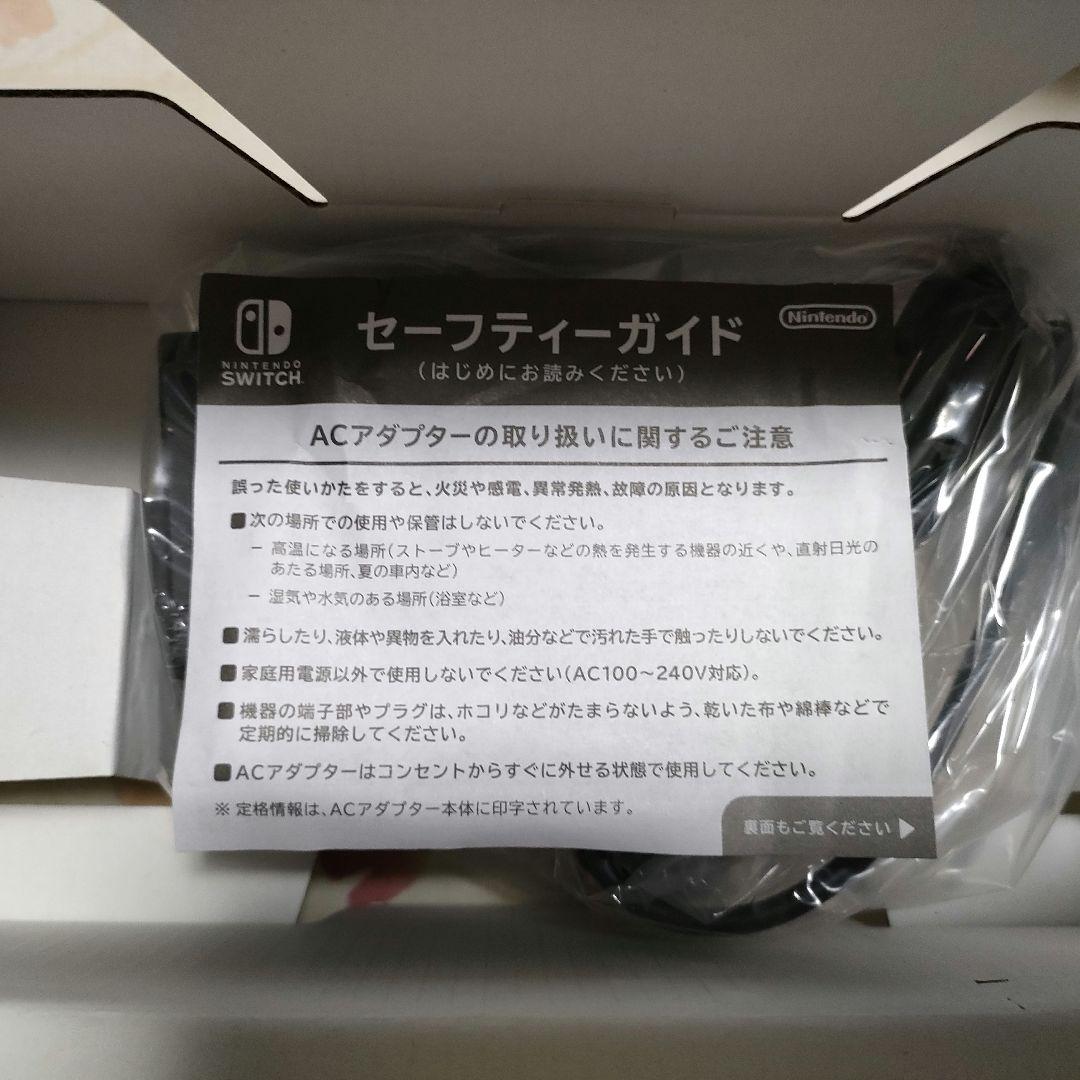 NINTENDO
SWITCH
セーフティーガイド
Nintendo
(はじめにお読みください)
ACアダプターの取り扱いに関するご注意
誤った使いかたをすると、火災や感電、異常発熱、故障の原因となります。
■次の場所での使用や保管はしないでください。
− 高温になる場所(ストーブやヒーターなどの熱を発生する機器の近くや、直射日光の
あたる場所、夏の車内など)
− 湿気や水気のある場所(浴室など)
■濡らしたり、液体や異物を入れたり、油分などで汚れた手で触ったりしないでください。
■家庭用電源以外で使用しないでください(AC100～240V対応)。
■機器の端子部やプラグは、ホコリなどがたまらないよう、乾いた布や綿棒などで
定期的に掃除してください。
■ACアダプターはコンセントからすぐに外せる状態で使用してください。
※ 定格情報は、ACアダプター本体に印字されています。
裏面もご覧ください ▶